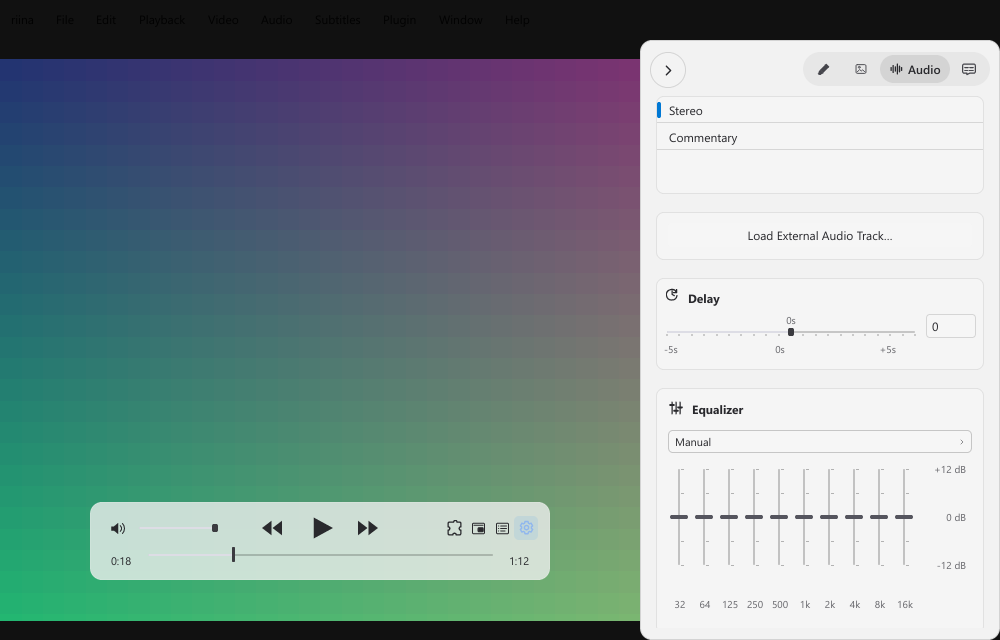 riina File Edit Playback Video Audio Subtitles Plugin Window Help
Audio
Stereo
Commentary
Load External Audio Track...
Delay
0s
0
-5s 0s +5s
Equalizer
Manual
+12 dB
0 dB
-12 dB
32 64 125 250 500 1k 2k 4k 8k 16k
0:18 1:12